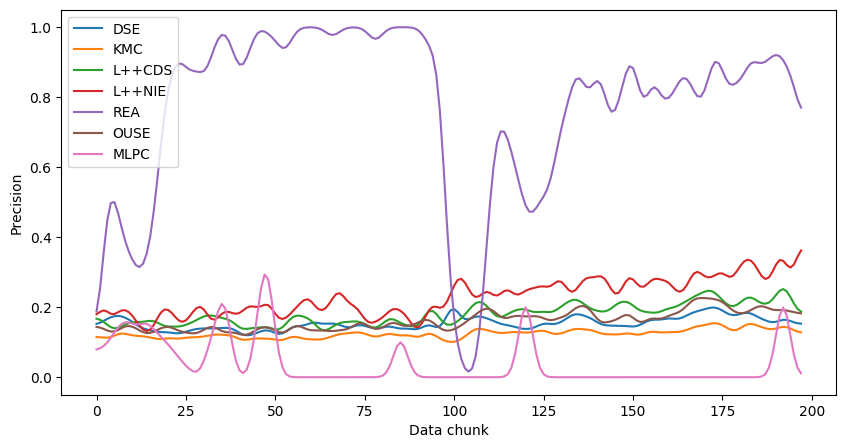 DSE
KMC
L++CDS
L++NIE
REA
OUSE
MLPC
Precision
1.0
0.8
0.6
0.4
0.2
0.0
0 25 50 75 100 125 150 175 200
Data chunk